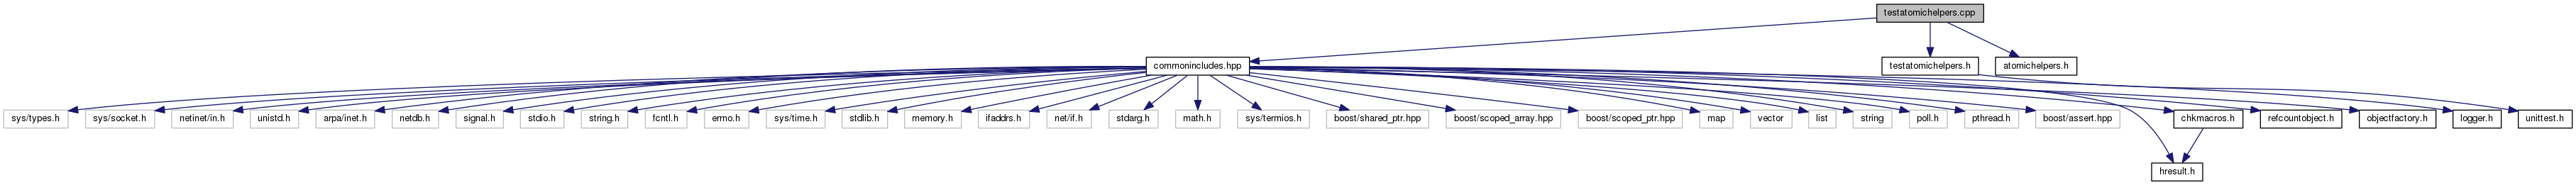 testatomichelpers.cpp
commonincludes.hpp
testatomichelpers.h
atomichelpers.h
sys/types.h
sys/socket.h
netinet/in.h
unistd.h
arpa/inet.h
netdb.h
signal.h
stdio.h
string.h
fcntl.h
errno.h
sys/time.h
stdlib.h
memory.h
ifaddrs.h
net/if.h
stdarg.h
math.h
sys/termios.h
boost/shared_ptr.hpp
boost/scoped_array.hpp
boost/scoped_ptr.hpp
map
vector
list
string
poll.h
pthread.h
boost/assert.hpp
chkmacros.h
refcountobject.h
objectfactory.h
logger.h
unittest.h
hresult.h